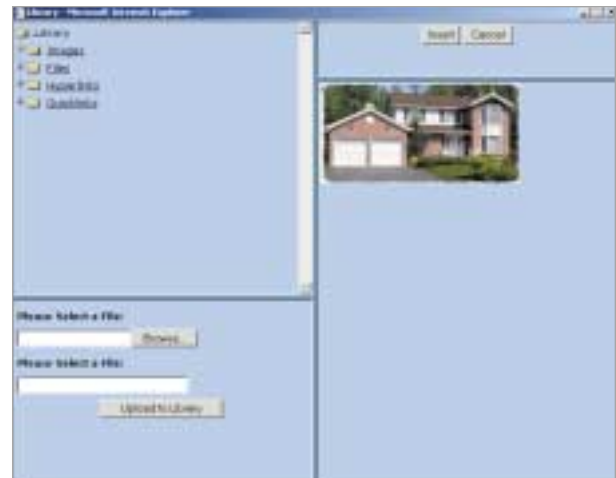 Library - Microsoft Internet Explorer
Library
Images
Files
Hyperlinks
Quicklinks
Insert Cancel
Please Select a File:
Browse...
Please Select a File:
Upload to Library